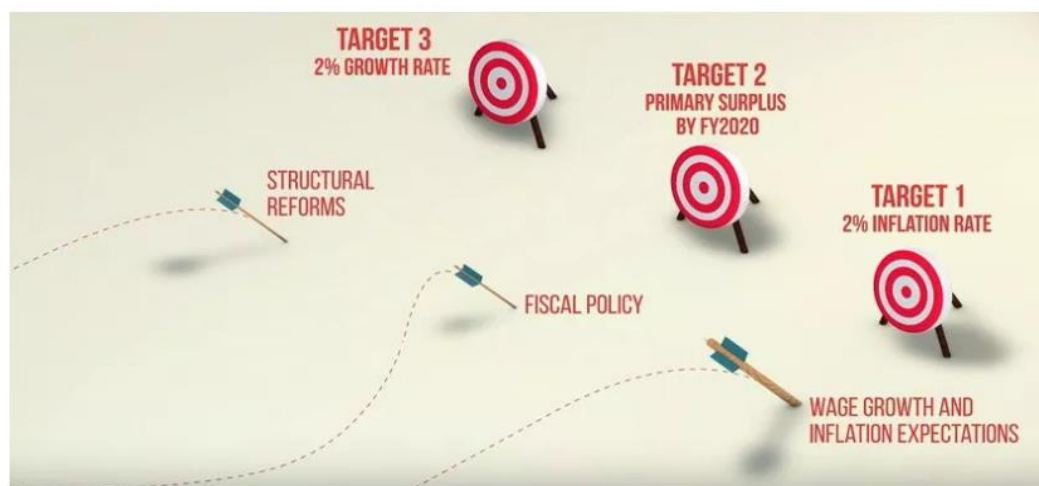 TARGET 3
2% GROWTH RATE
TARGET 2
PRIMARY SURPLUS
BY FY2020
STRUCTURAL
REFORMS
TARGET 1
2% INFLATION RATE
FISCAL POLICY
WAGE GROWTH AND
INFLATION EXPECTATIONS